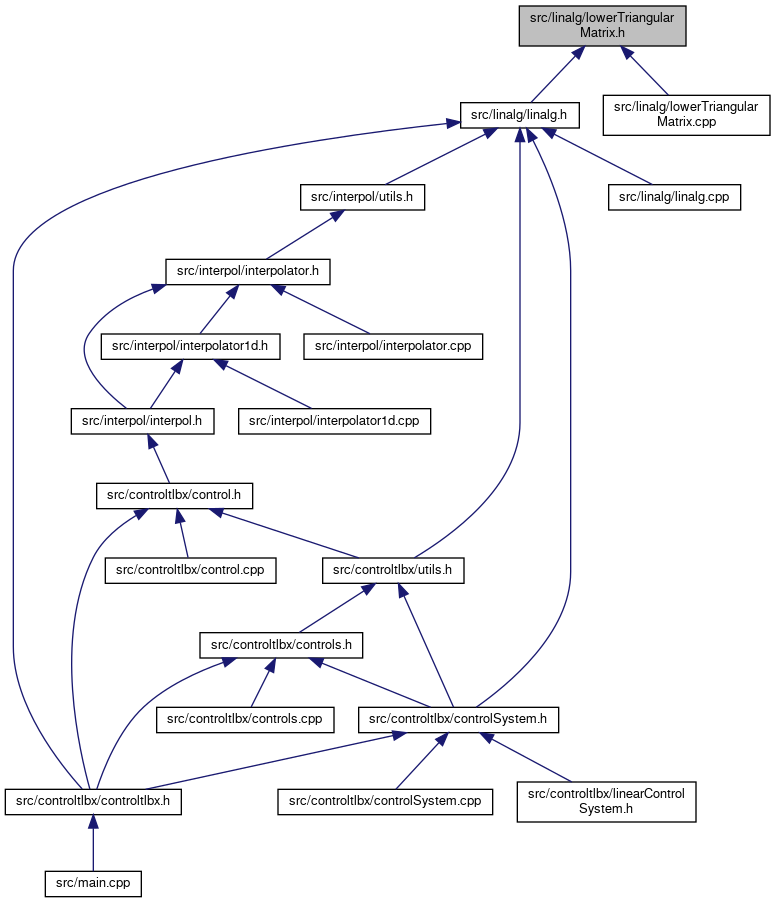 src/linalg/lowerTriangular
Matrix.h
src/linalg/linalg.h
src/linalg/lowerTriangular
Matrix.cpp
src/interpol/utils.h
src/linalg/linalg.cpp
src/interpol/interpolator.h
src/interpol/interpolator1d.h
src/interpol/interpolator.cpp
src/interpol/interpol.h
src/interpol/interpolator1d.cpp
src/controltlbx/control.h
src/controltlbx/control.cpp
src/controltlbx/utils.h
src/controltlbx/controls.h
src/controltlbx/controls.cpp
src/controltlbx/controlSystem.h
src/controltlbx/controltlbx.h
src/controltlbx/controlSystem.cpp
src/controltlbx/linearControl
System.h
src/main.cpp